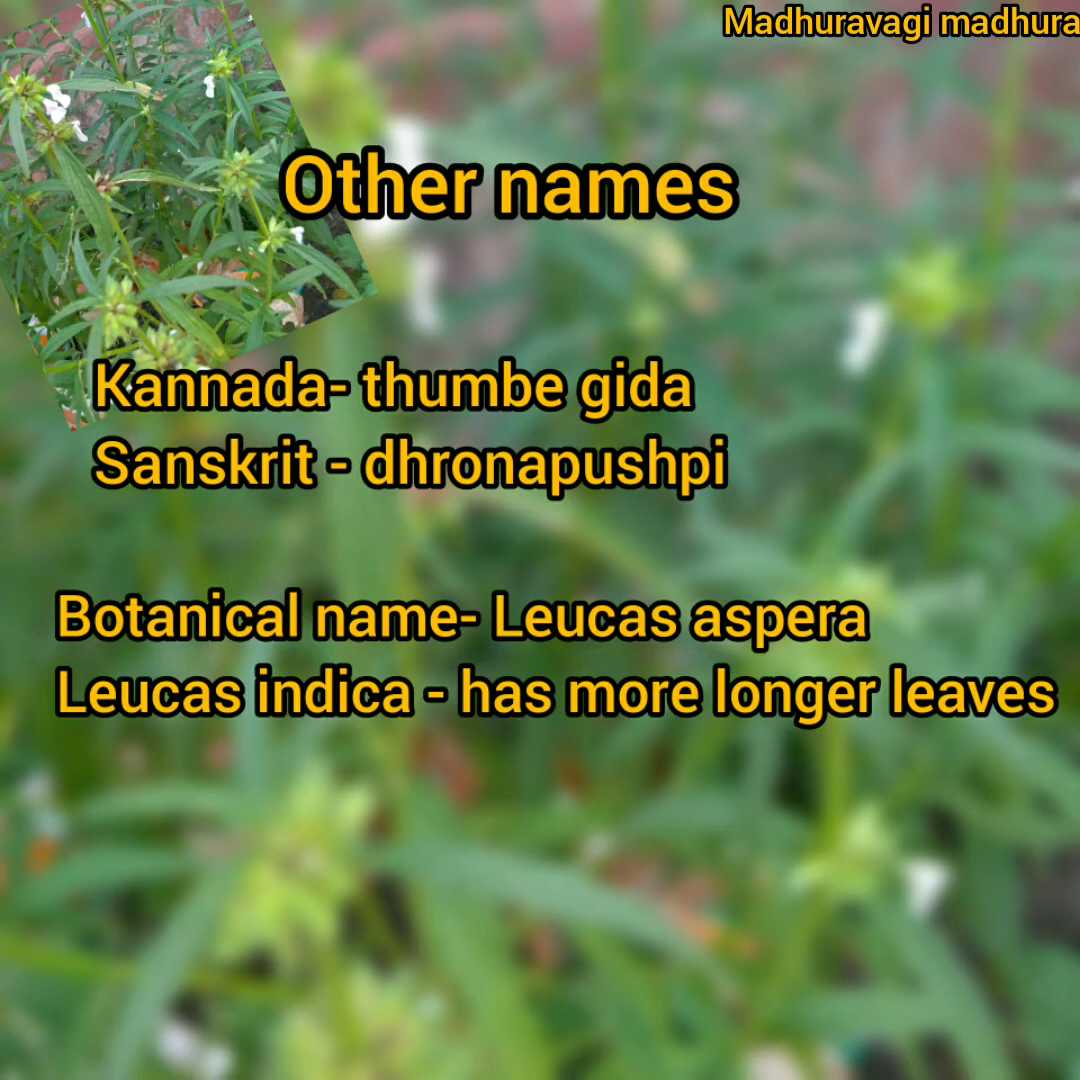 Madhuravagi madhura
Other names
Kannada- thumbe gida
Sanskrit - dhronapushpi
Botanical name- Leucas aspera
Leucas indica - has more longer leaves